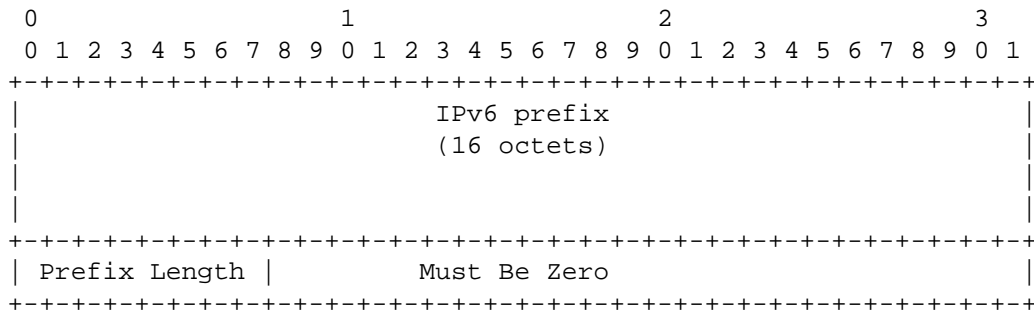 0                   1                   2                   3
 0 1 2 3 4 5 6 7 8 9 0 1 2 3 4 5 6 7 8 9 0 1 2 3 4 5 6 7 8 9 0 1
+-+-+-+-+-+-+-+-+-+-+-+-+-+-+-+-+-+-+-+-+-+-+-+-+-+-+-+-+-+-+-+-+
|                          IPv6 prefix                          |
|                          (16 octets)                          |
|                                                               |
|                                                               |
+-+-+-+-+-+-+-+-+-+-+-+-+-+-+-+-+-+-+-+-+-+-+-+-+-+-+-+-+-+-+-+-+
| Prefix Length |         Must Be Zero                          |
+-+-+-+-+-+-+-+-+-+-+-+-+-+-+-+-+-+-+-+-+-+-+-+-+-+-+-+-+-+-+-+-+